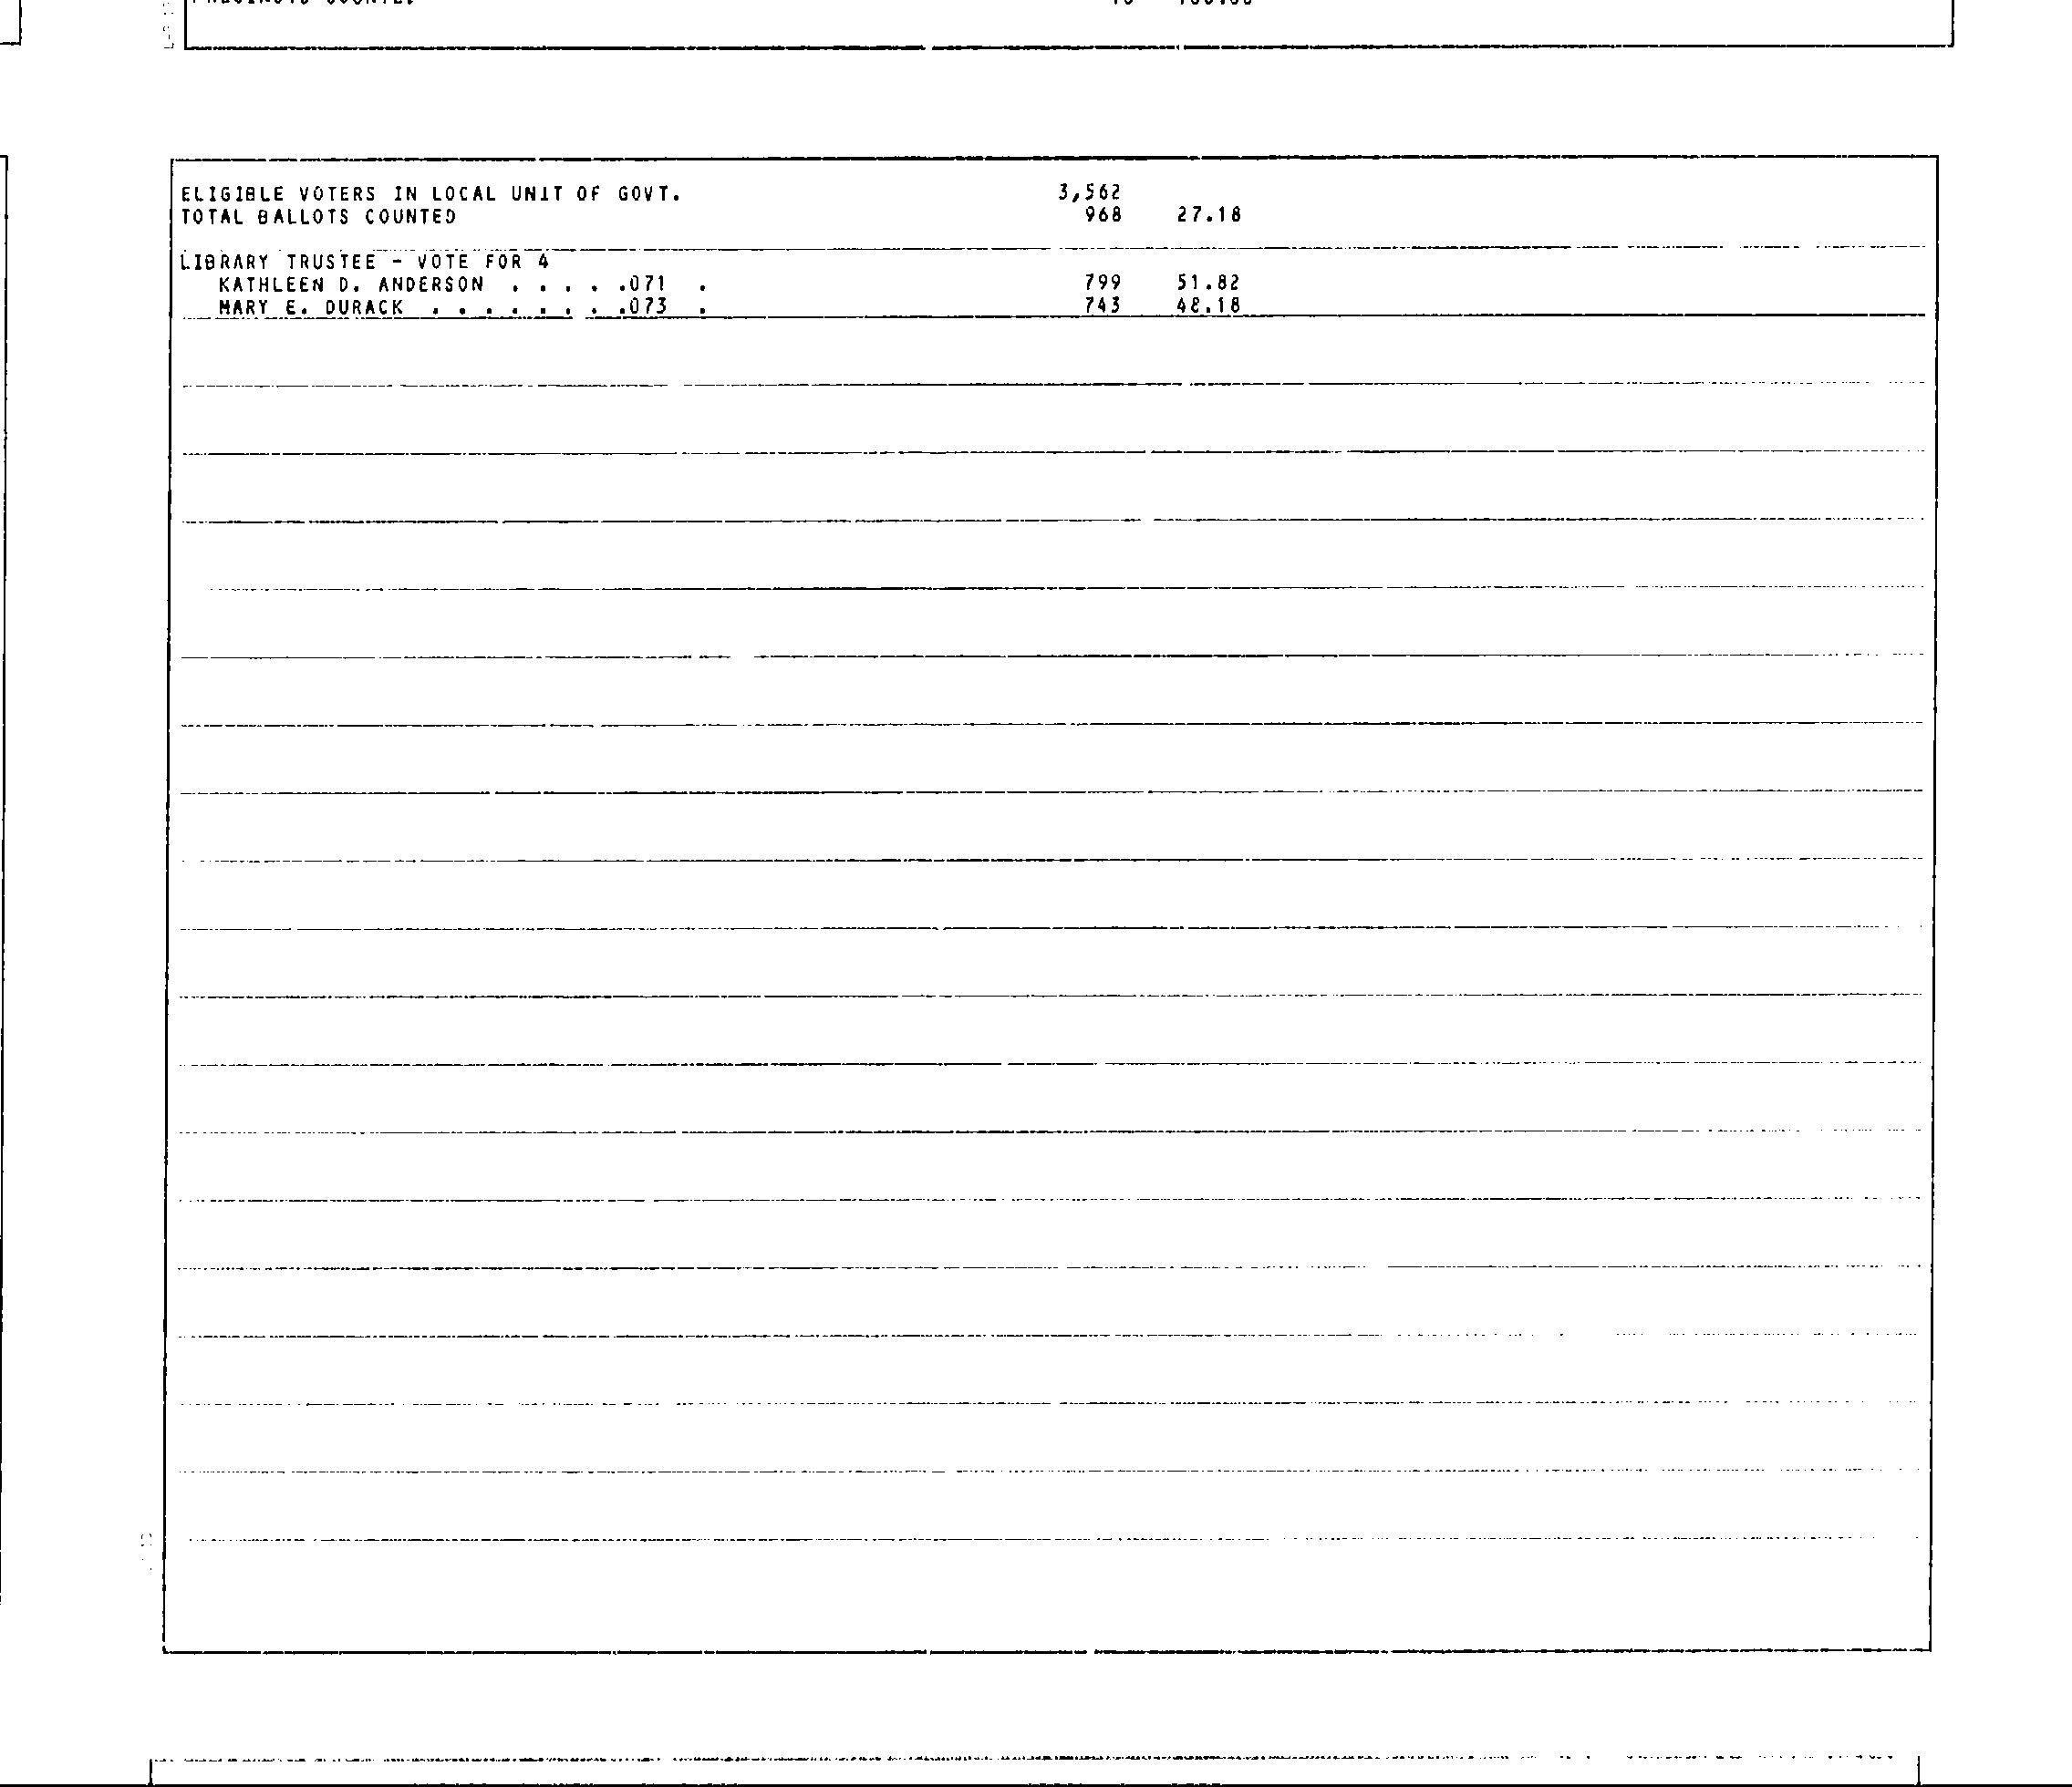 ELIGIBLE VOTERS IN LOCAL UNIT OF GOVT. 3,562
TOTAL BALLOTS COUNTED 968 27.18
LIBRARY TRUSTEE - VOTE FOR 4
KATHLEEN D. ANDERSON . . . . .071 . 799 51.82
MARY E. DURACK . . . . . . . .073 . 743 48.18